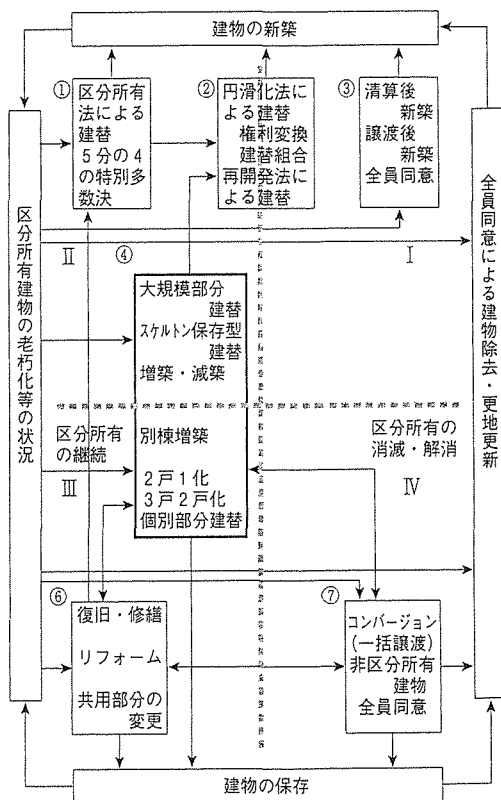 建物の新築
①
区分所有
法による
建替
5分の4
の特別多
数決
②
円滑化法に
よる建替
権利変換
建替組合
再開発法に
よる建替
③
清算後
新築
譲渡後
新築
全員同意
区分所有建物の老朽化等の状況
全員同意による建物除去・更地更新
Ⅱ
Ⅰ
④
大規模部分
建替
スケルトン保存型
建替
増築・減築
区分所有
の継続
Ⅲ
別棟増築
2戸1化
3戸2戸化
個別部分建替
区分所有の
消滅・解消
Ⅳ
⑥
復旧・修繕
リフォーム
共用部分の
変更
⑦
コンバージョン
(一括譲渡)
非区分所有
建物
全員同意
建物の保存